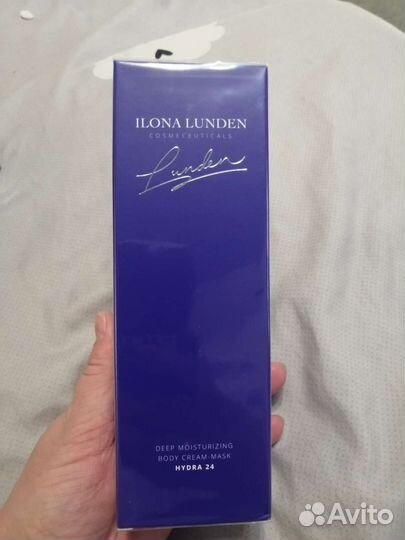 ILONA LUNDEN
COSMECEUTICALS
Lunden
DEEP MOISTURIZING
BODY CREAM-MASK
HYDRA 24
Avito